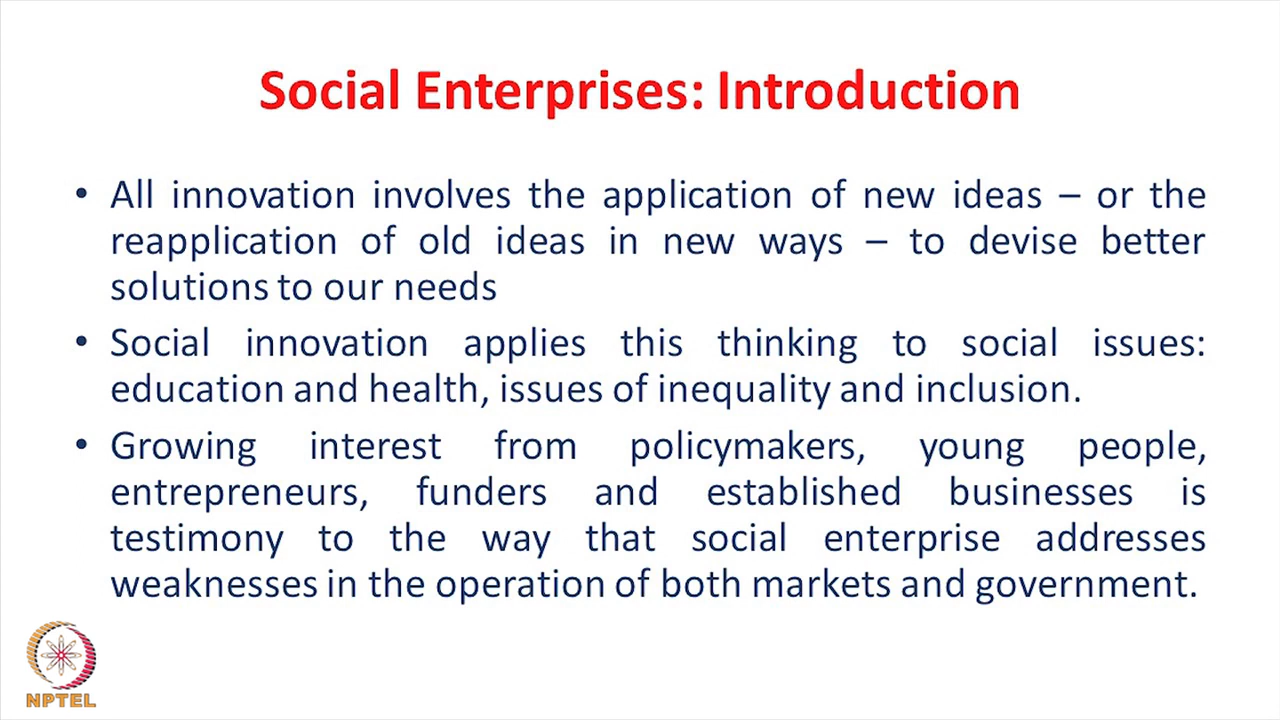 Social Enterprises: Introduction
• All innovation involves the application of new ideas – or the
reapplication of old ideas in new ways – to devise better
solutions to our needs
• Social innovation applies this thinking to social issues:
education and health, issues of inequality and inclusion.
• Growing interest from policymakers, young people,
entrepreneurs, funders and established businesses is
testimony to the way that social enterprise addresses
weaknesses in the operation of both markets and government.
NPTEL